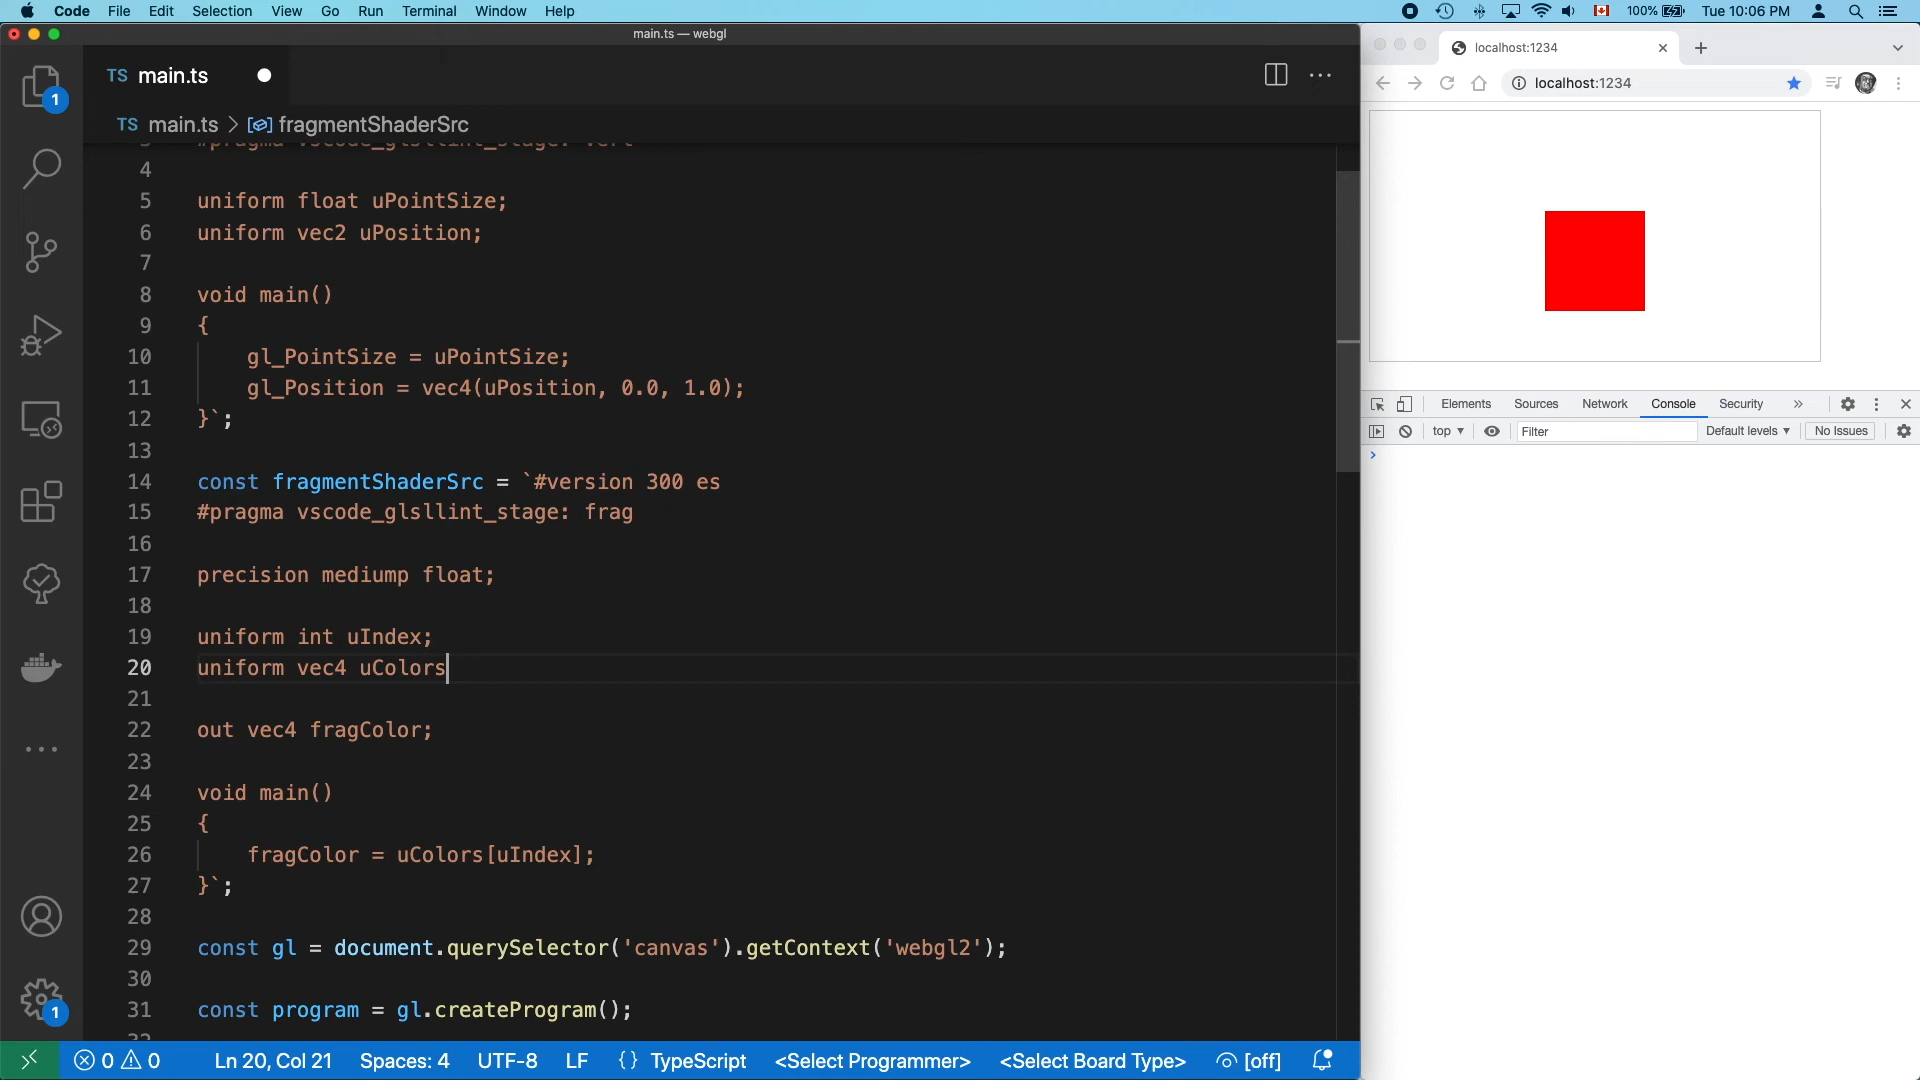 Code File Edit Selection View Go Run Terminal Window Help
100% Tue 10:06 PM
main.ts — webgl
TS main.ts
TS main.ts > fragmentShaderSrc
3 #pragma vscode_glsllint_stage: vert
4
5 uniform float uPointSize;
6 uniform vec2 uPosition;
7
8 void main()
9 {
10 gl_PointSize = uPointSize;
11 gl_Position = vec4(uPosition, 0.0, 1.0);
12 }`;
13
14 const fragmentShaderSrc = `#version 300 es
15 #pragma vscode_glsllint_stage: frag
16
17 precision mediump float;
18
19 uniform int uIndex;
20 uniform vec4 uColors
21
22 out vec4 fragColor;
23
24 void main()
25 {
26 fragColor = uColors[uIndex];
27 }`;
28
29 const gl = document.querySelector('canvas').getContext('webgl2');
30
31 const program = gl.createProgram();
32
1
1
0 0 Ln 20, Col 21 Spaces: 4 UTF-8 LF {} TypeScript <Select Programmer> <Select Board Type> [off]
localhost:1234
localhost:1234
Elements Sources Network Console Security »
top Filter Default levels No Issues